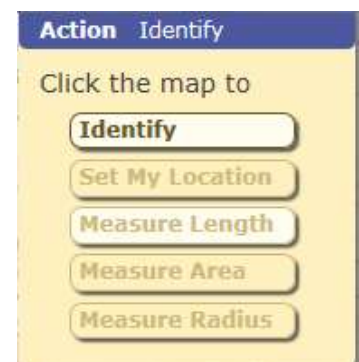 Action Identify
Click the map to
Identify
Set My Location
Measure Length
Measure Area
Measure Radius